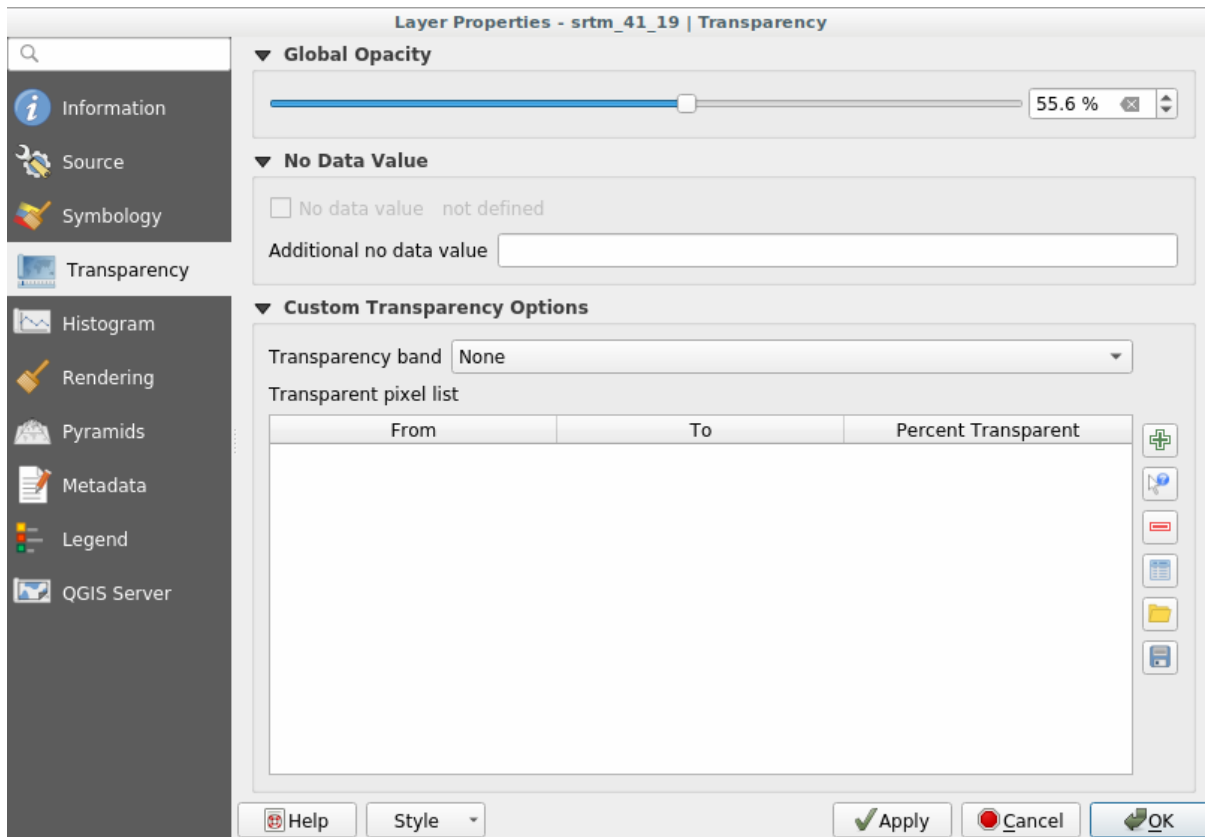 Layer Properties - srtm_41_19 | Transparency
Information
Source
Symbology
Transparency
Histogram
Rendering
Pyramids
Metadata
Legend
QGIS Server
Global Opacity
55.6 %
No Data Value
No data value not defined
Additional no data value
Custom Transparency Options
Transparency band None
Transparent pixel list
From To Percent Transparent
Help Style Apply Cancel OK